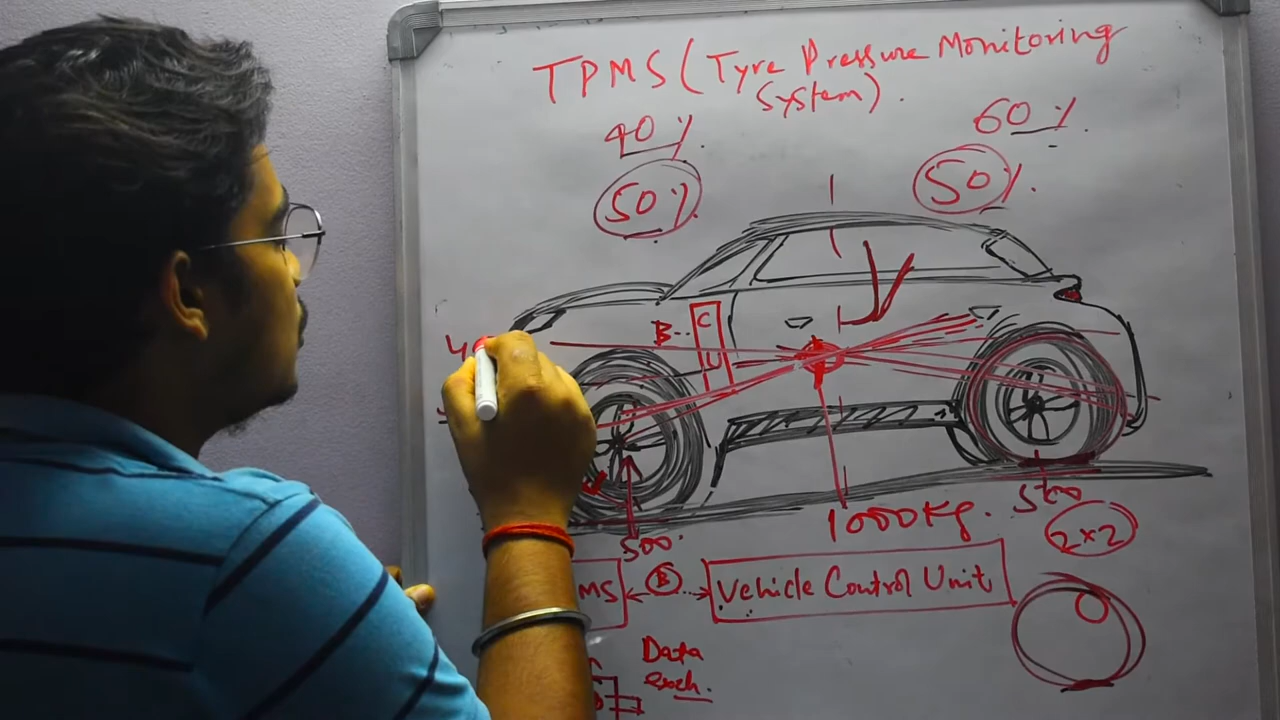 TPMS (Tyre Pressure Monitoring
System).
40%. 60%.
50%. 50%.
B
C
U
1000Kg. 500
500
2×2
MS B Vehicle Control Unit
Data
exch.